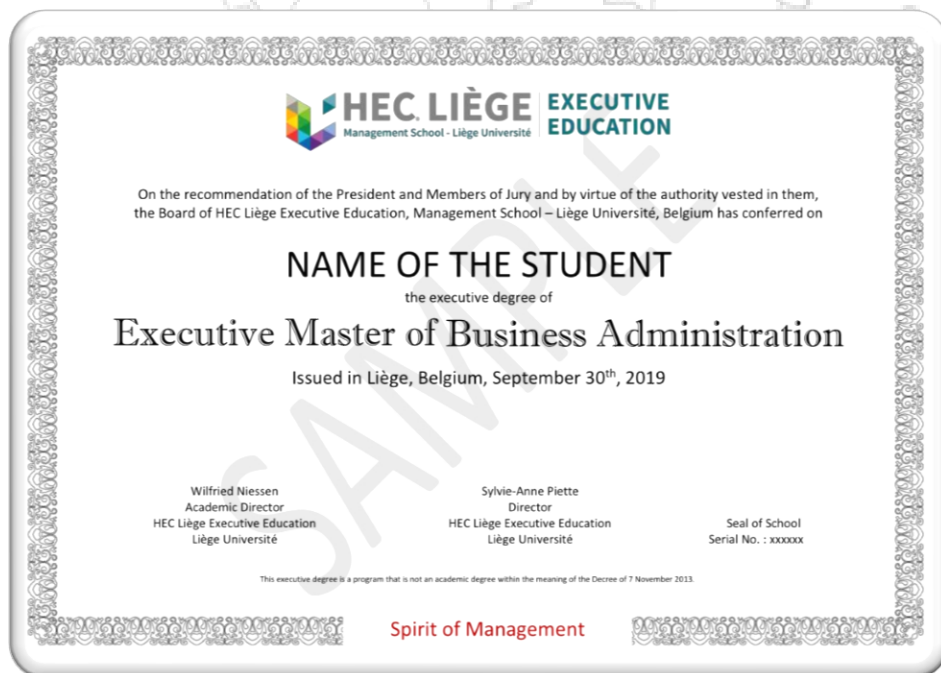 HEC. LIÈGE
Management School - Liège Université
EXECUTIVE
EDUCATION
On the recommendation of the President and Members of Jury and by virtue of the authority vested in them,
the Board of HEC Liège Executive Education, Management School – Liège Université, Belgium has conferred on
NAME OF THE STUDENT
the executive degree of
Executive Master of Business Administration
Issued in Liège, Belgium, September 30th, 2019
SAMPLE
Wilfried Niessen
Academic Director
HEC Liège Executive Education
Liège Université
Sylvie-Anne Piette
Director
HEC Liège Executive Education
Liège Université
Seal of School
Serial No. : xxxxxx
This executive degree is a program that is not an academic degree within the meaning of the Decree of 7 November 2013.
Spirit of Management